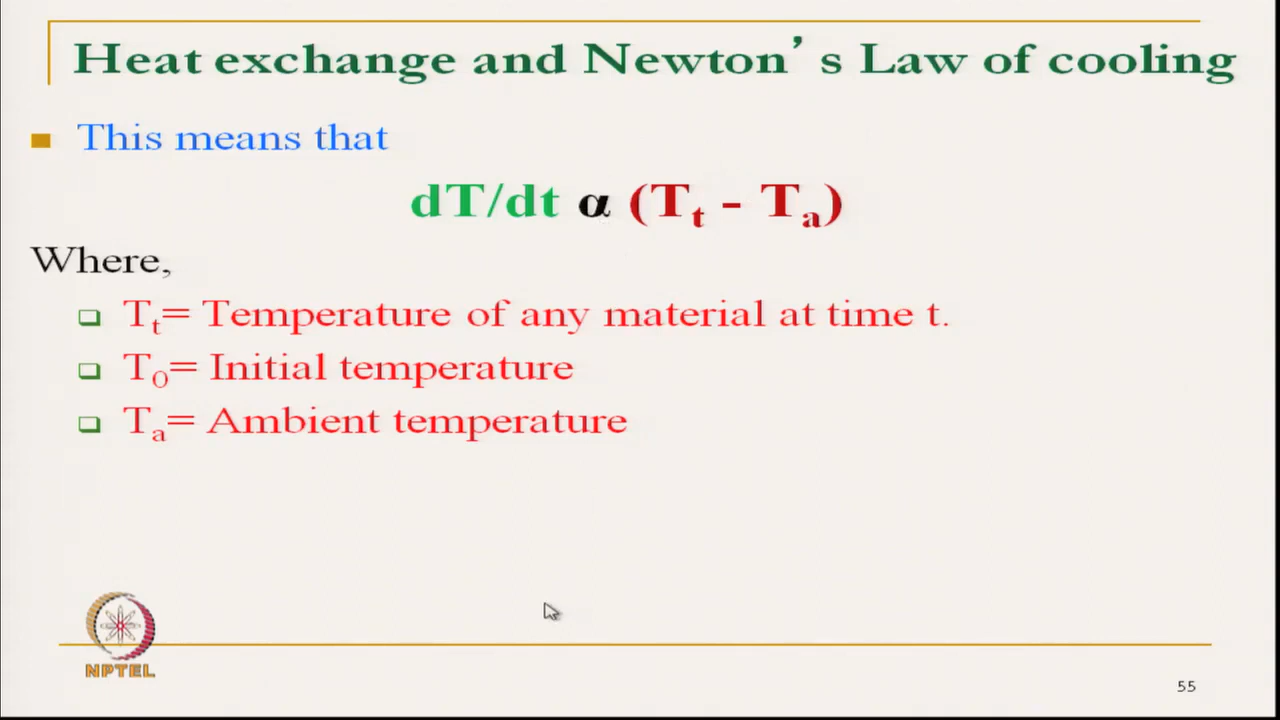 Heat exchange and Newton's Law of cooling
This means that
dT/dt α (Tt - Ta)
Where,
Tt= Temperature of any material at time t.
T0= Initial temperature
Ta= Ambient temperature
NPTEL
55